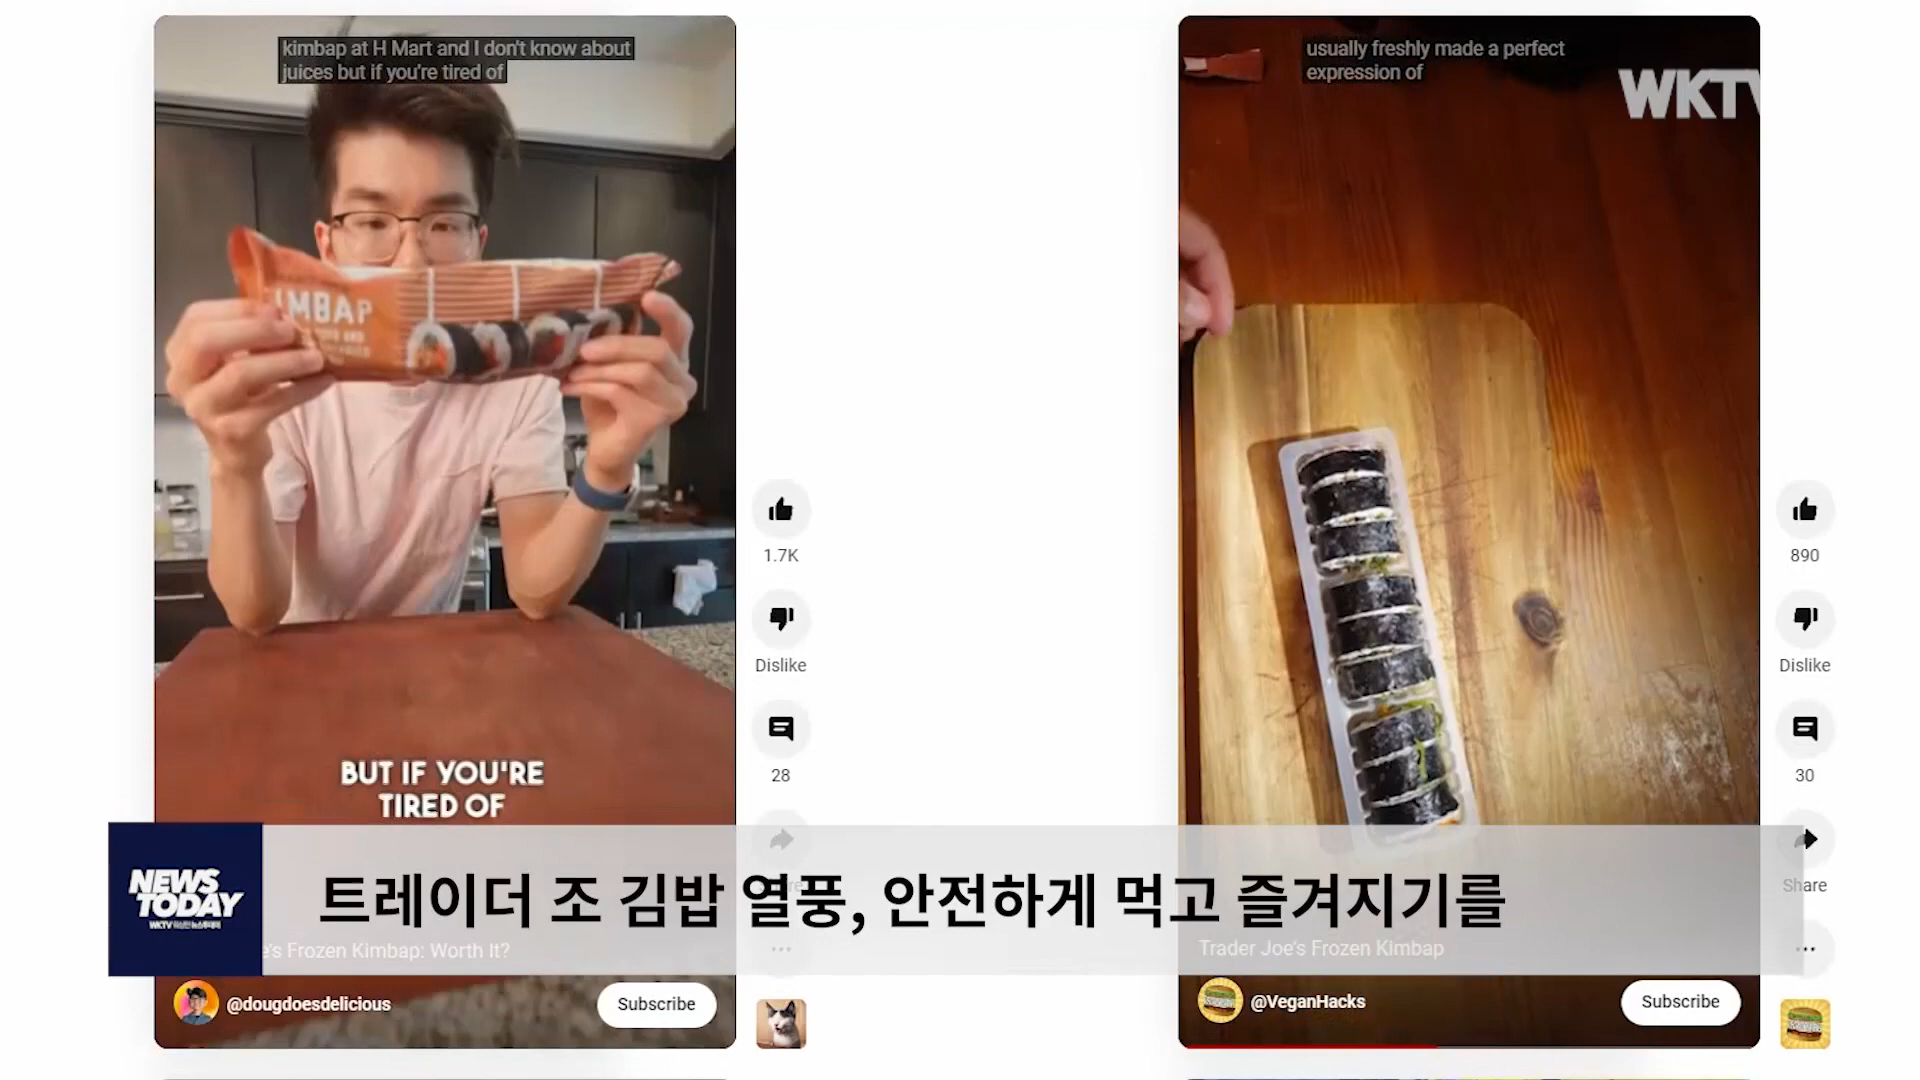 kimbap at H Mart and I don't know about
juices but if you're tired of
IMBAP
BUT IF YOU'RE
TIRED OF
1.7K
Dislike
28
e's Frozen Kimbap: Worth It?
@dougdoesdelicious
Subscribe
usually freshly made a perfect
expression of
WKTV
890
Dislike
30
Share
Trader Joe's Frozen Kimbap
@VeganHacks
Subscribe
NEWS
TODAY
트레이더 조 김밥 열풍, 안전하게 먹고 즐겨지기를